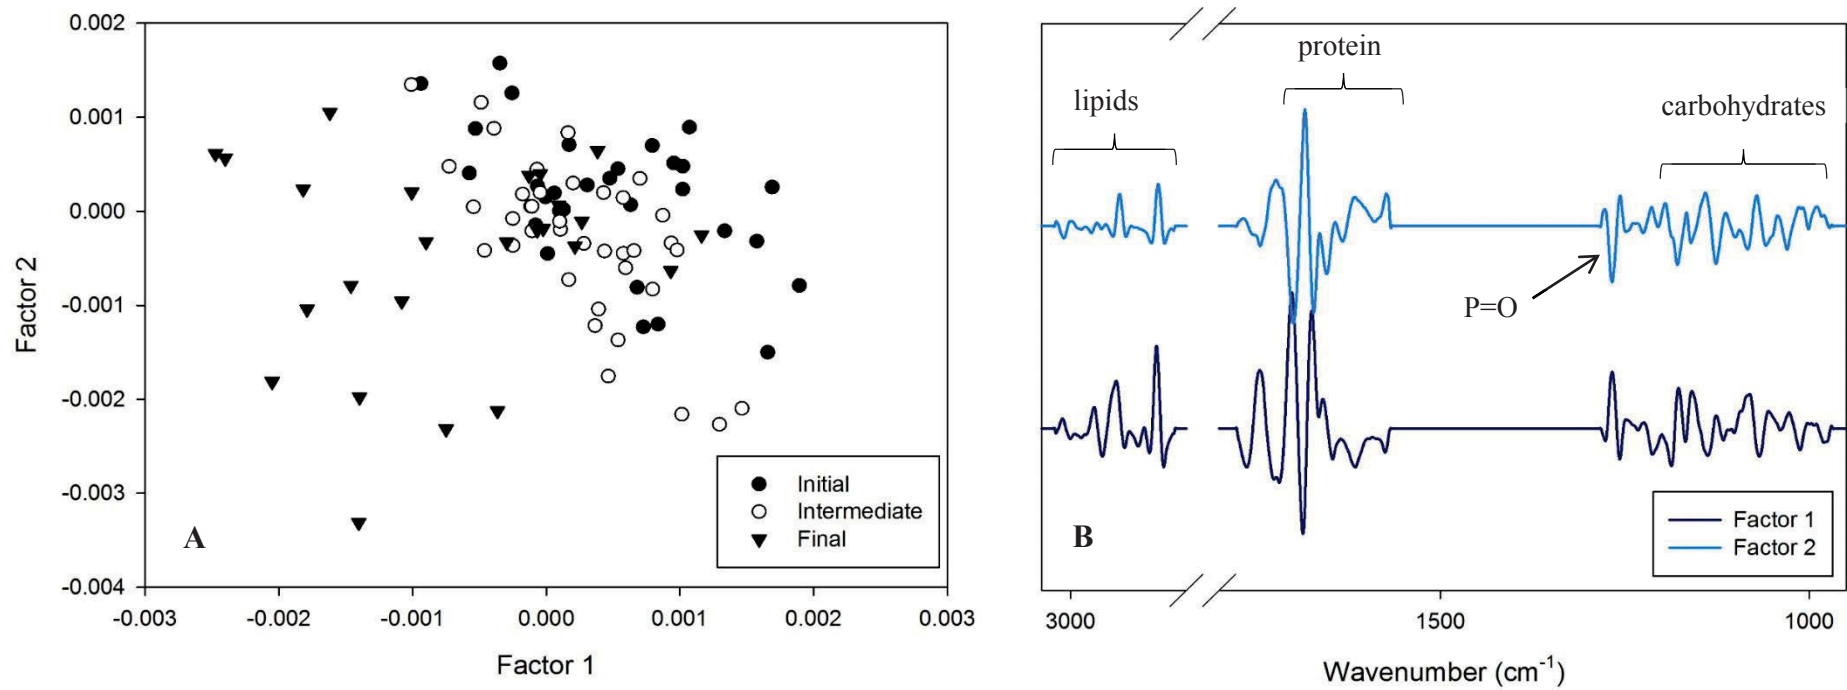 0.002
0.001
0.000
-0.001
-0.002
-0.003
-0.004
Factor 2
-0.003
-0.002
-0.001
0.000
0.001
0.002
0.003
Factor 1
Initial
Intermediate
Final
A
protein
lipids
carbohydrates
P=O
Factor 1
Factor 2
B
3000
1500
1000
Wavenumber (cm⁻¹)